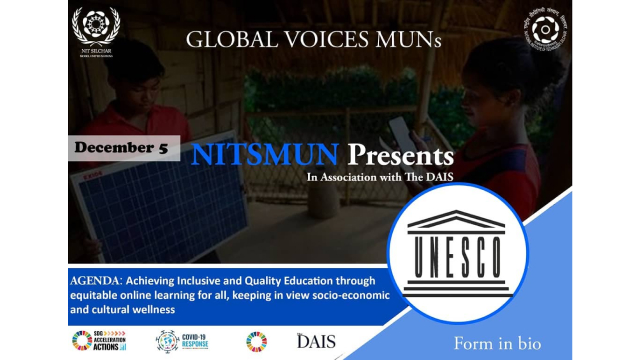 NIT SILCHAR
GLOBAL VOICES MUNs
December 5
NITSMUN Presents
In Association with The DAIS
UNESCO
AGENDA: Achieving Inclusive and Quality Education through
equitable online learning for all, keeping in view socio-economic
and cultural wellness
SDG
ACCELERATION
ACTIONS
COVID-19
RESPONSE
THE DAIS
Form in bio